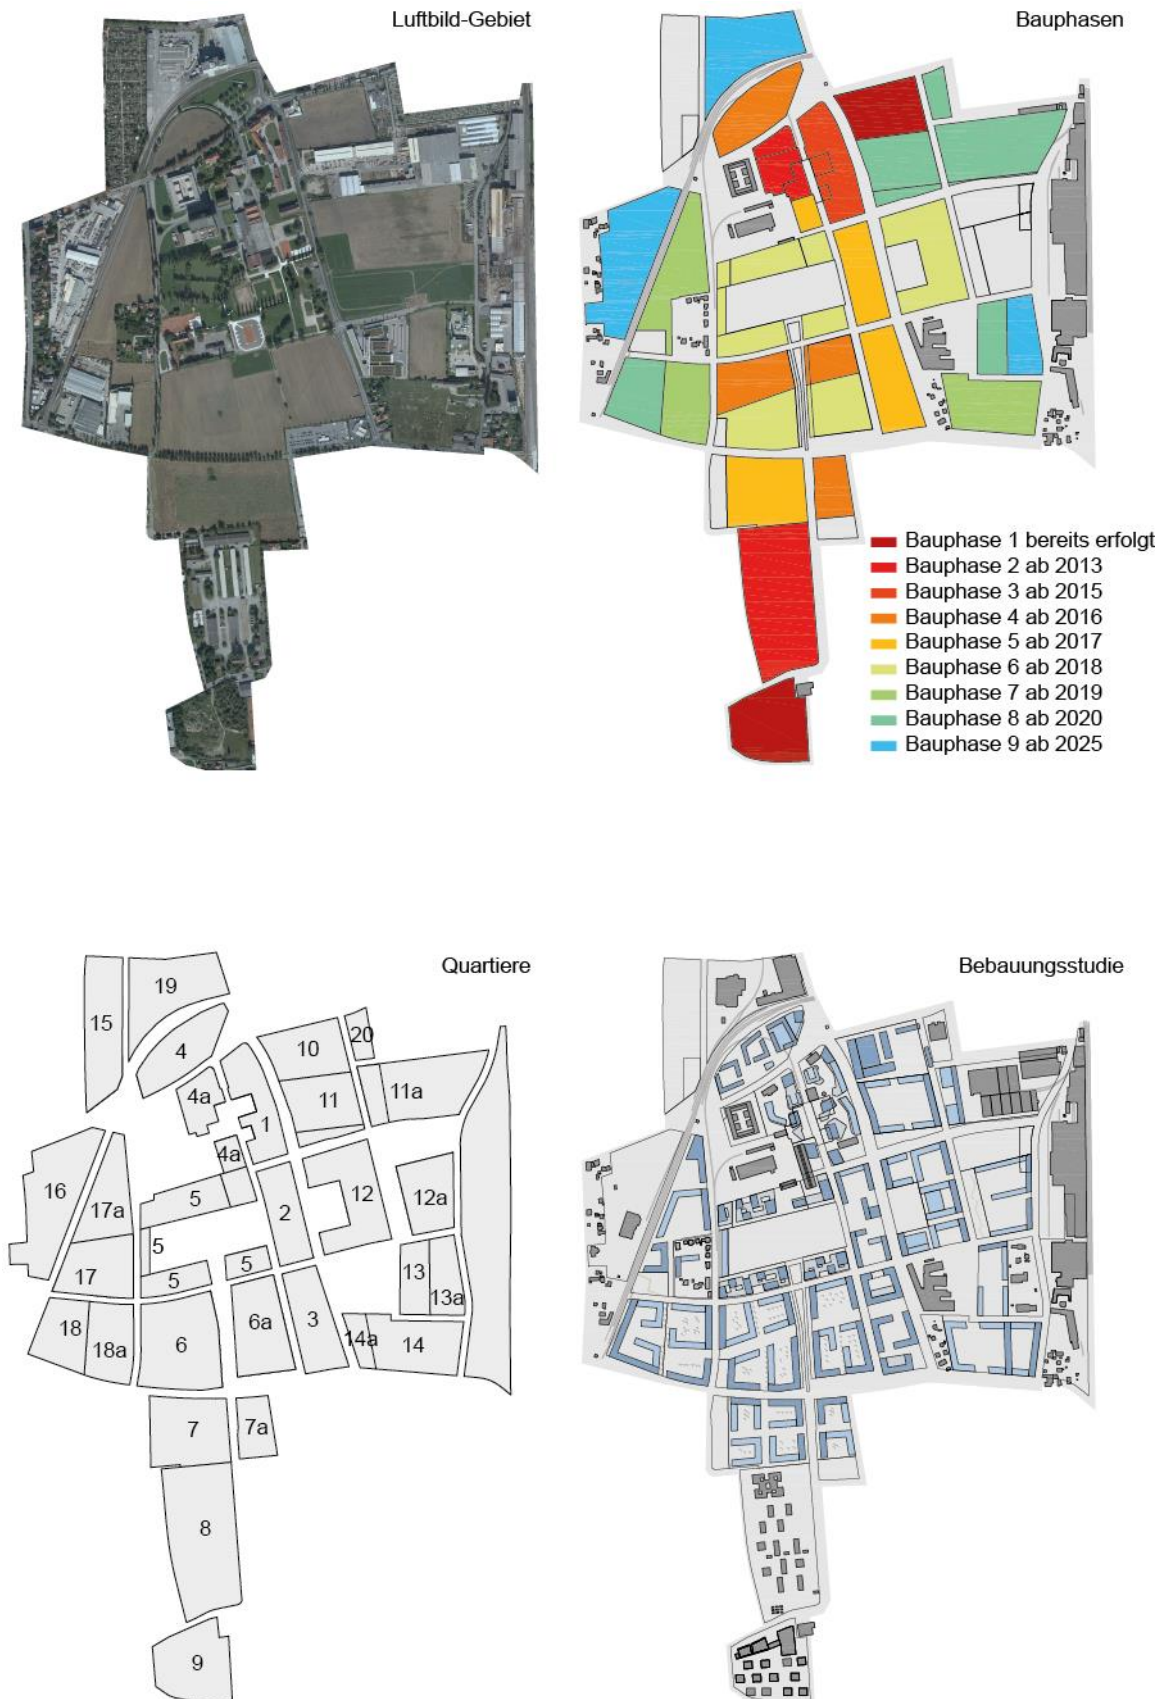 Luftbild-Gebiet
Bauphasen
Bauphase 1 bereits erfolgt
Bauphase 2 ab 2013
Bauphase 3 ab 2015
Bauphase 4 ab 2016
Bauphase 5 ab 2017
Bauphase 6 ab 2018
Bauphase 7 ab 2019
Bauphase 8 ab 2020
Bauphase 9 ab 2025
Quartiere
Bebauungsstudie
19
15
4
20
10
4a
11
11a
1
4a
16
5
12
12a
17a
2
5
5
5
17
13
13a
18
18a
6
6a
3
14a
14
7
7a
8
9